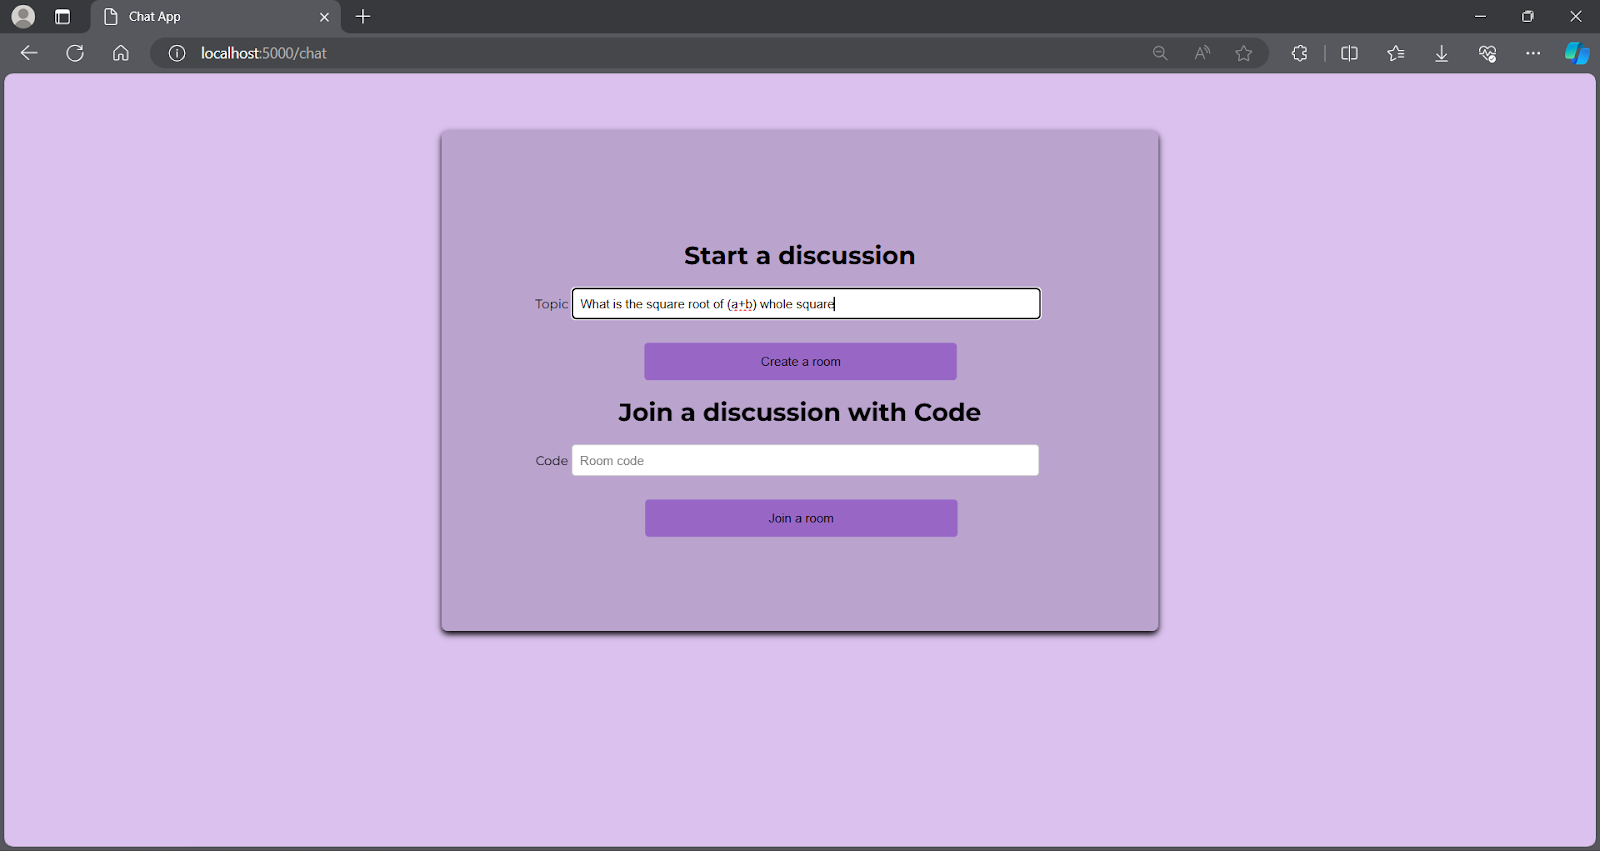 Chat App
localhost:5000/chat
Start a discussion
Topic What is the square root of (a+b) whole square
Create a room
Join a discussion with Code
Code Room code
Join a room